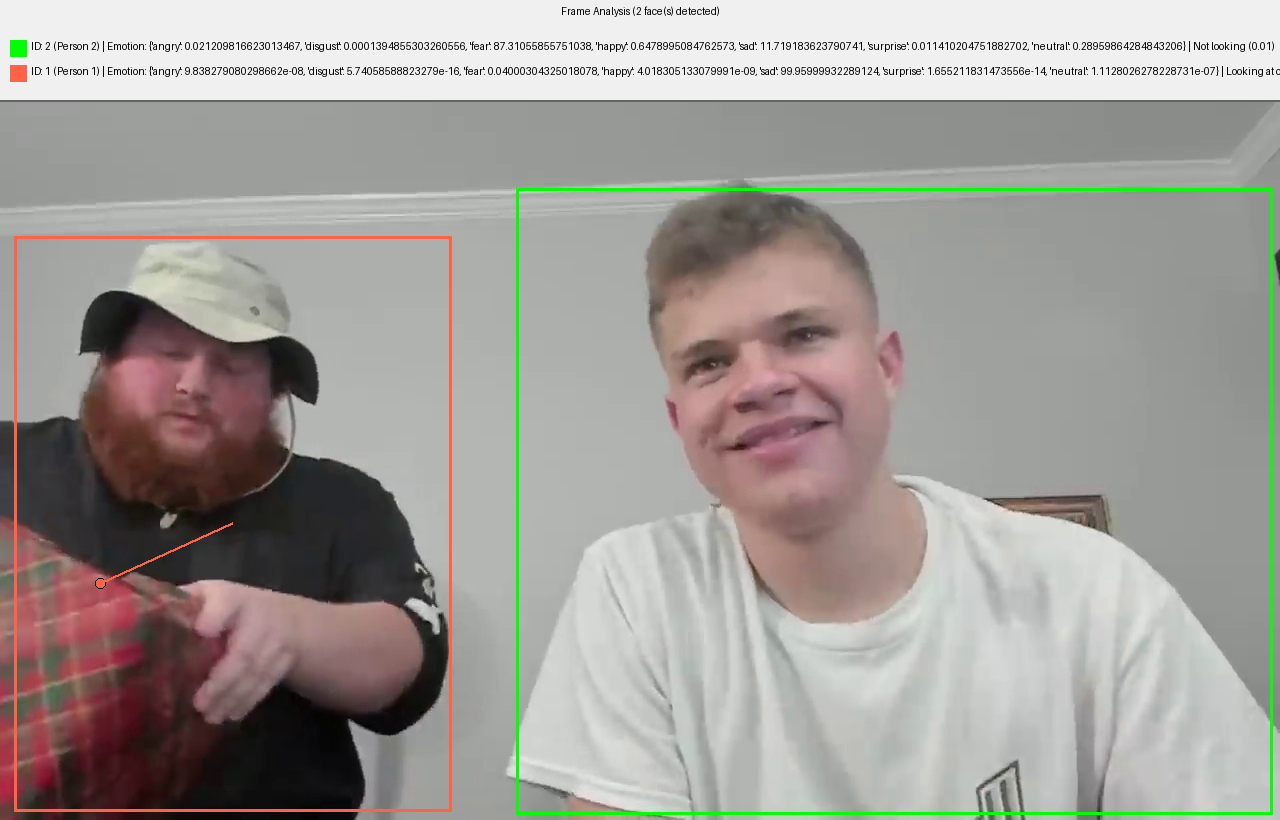 Frame Analysis (2 face(s) detected)
ID: 2 (Person 2) | Emotion: {'angry': 0.021209816623013467, 'disgust': 0.0001394855303260556, 'fear': 87.31055855751038, 'happy': 0.6478995084762573, 'sad': 11.719183623790741, 'surprise': 0.011410204751882702, 'neutral': 0.28959864284843206} | Not looking (0.01)
ID: 1 (Person 1) | Emotion: {'angry': 9.838279080298662e-08, 'disgust': 5.74058588823279e-16, 'fear': 0.04000304325018078, 'happy': 4.018305133079991e-09, 'sad': 99.95999932289124, 'surprise': 1.655211831473556e-14, 'neutral': 1.1128026278228731e-07} | Looking at